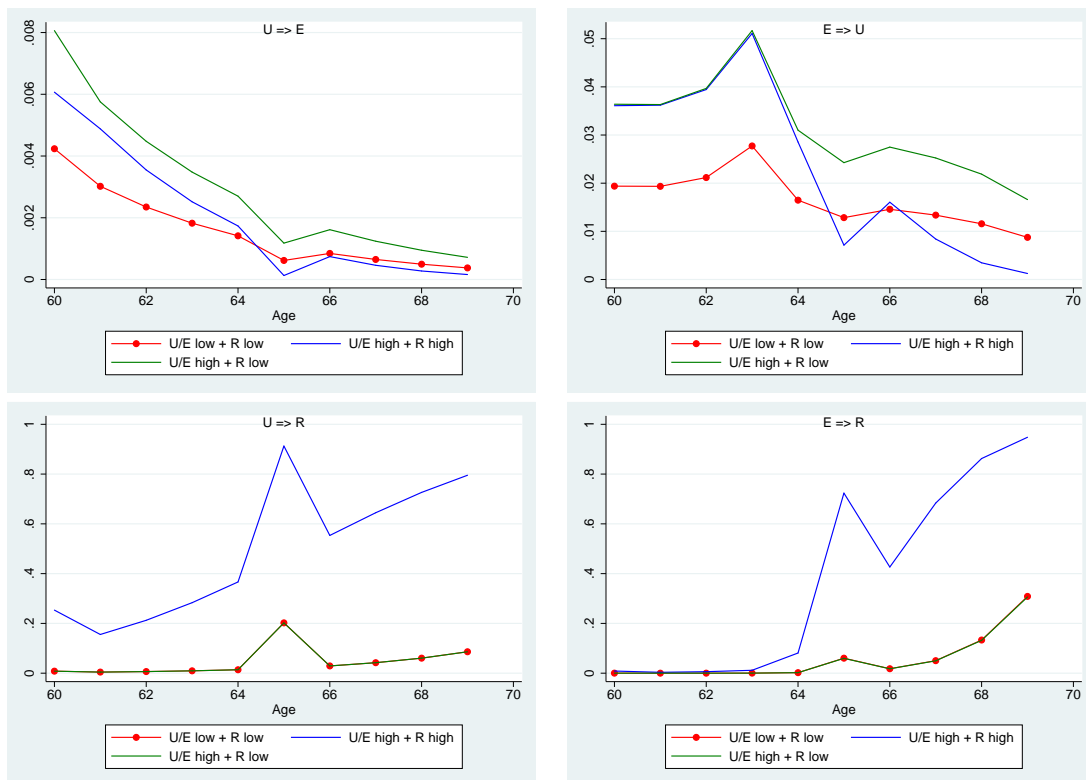 U => E
.008
.006
.004
.002
0
60 62 64 66 68 70
Age
U/E low + R low U/E high + R high
U/E high + R low
E => U
.05
.04
.03
.02
.01
0
60 62 64 66 68 70
Age
U/E low + R low U/E high + R high
U/E high + R low
U => R
1
.8
.6
.4
.2
0
60 62 64 66 68 70
Age
U/E low + R low U/E high + R high
U/E high + R low
E => R
1
.8
.6
.4
.2
0
60 62 64 66 68 70
Age
U/E low + R low U/E high + R high
U/E high + R low